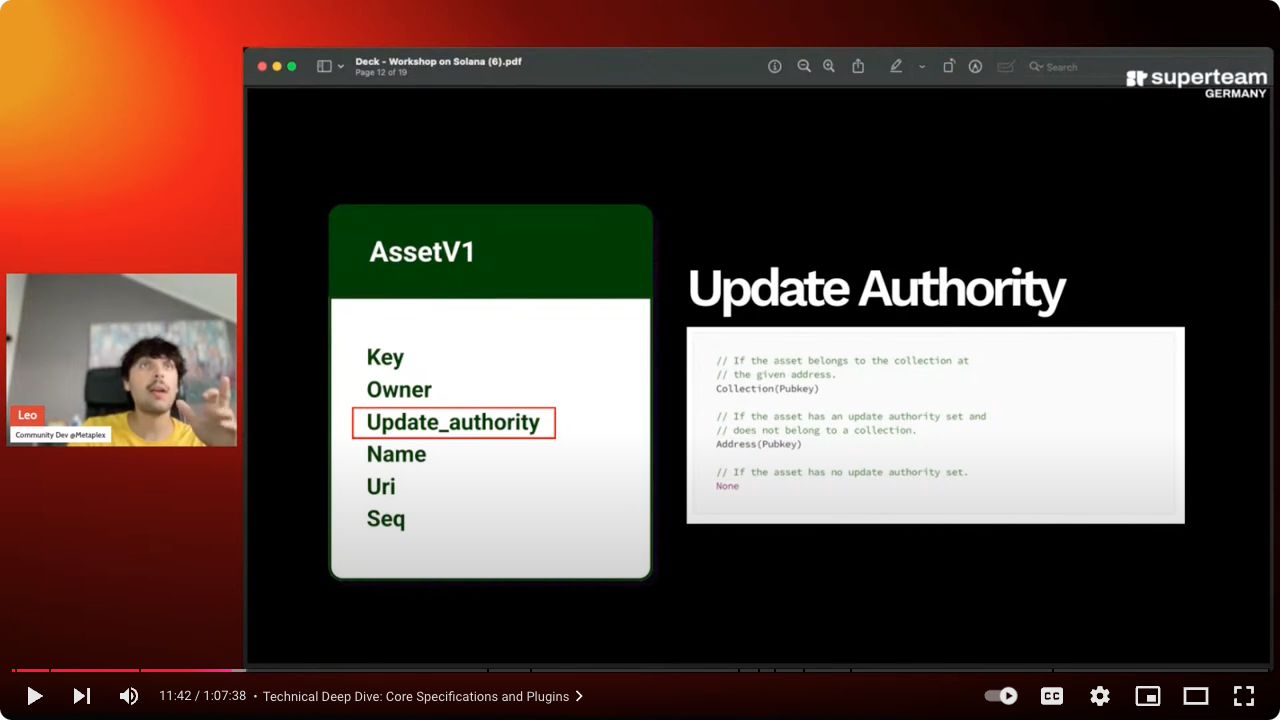 Deck - Workshop on Solana (6).pdf
Page 12 of 19
Search
superteam
GERMANY
AssetV1
Key
Owner
Update_authority
Name
Uri
Seq
Update Authority
// If the asset belongs to the collection at
// the given address.
Collection(Pubkey)
// If the asset has an update authority set and
// does not belong to a collection.
Address(Pubkey)
// If the asset has no update authority set.
None
Leo
Community Dev @Metaplex
11:42 / 1:07:38 • Technical Deep Dive: Core Specifications and Plugins
CC